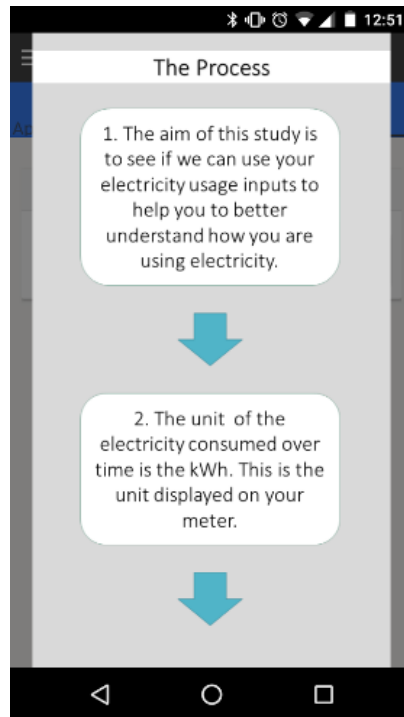 12:51
The Process
1. The aim of this study is
to see if we can use your
electricity usage inputs to
help you to better
understand how you are
using electricity.
2. The unit of the
electricity consumed over
time is the kWh. This is the
unit displayed on your
meter.